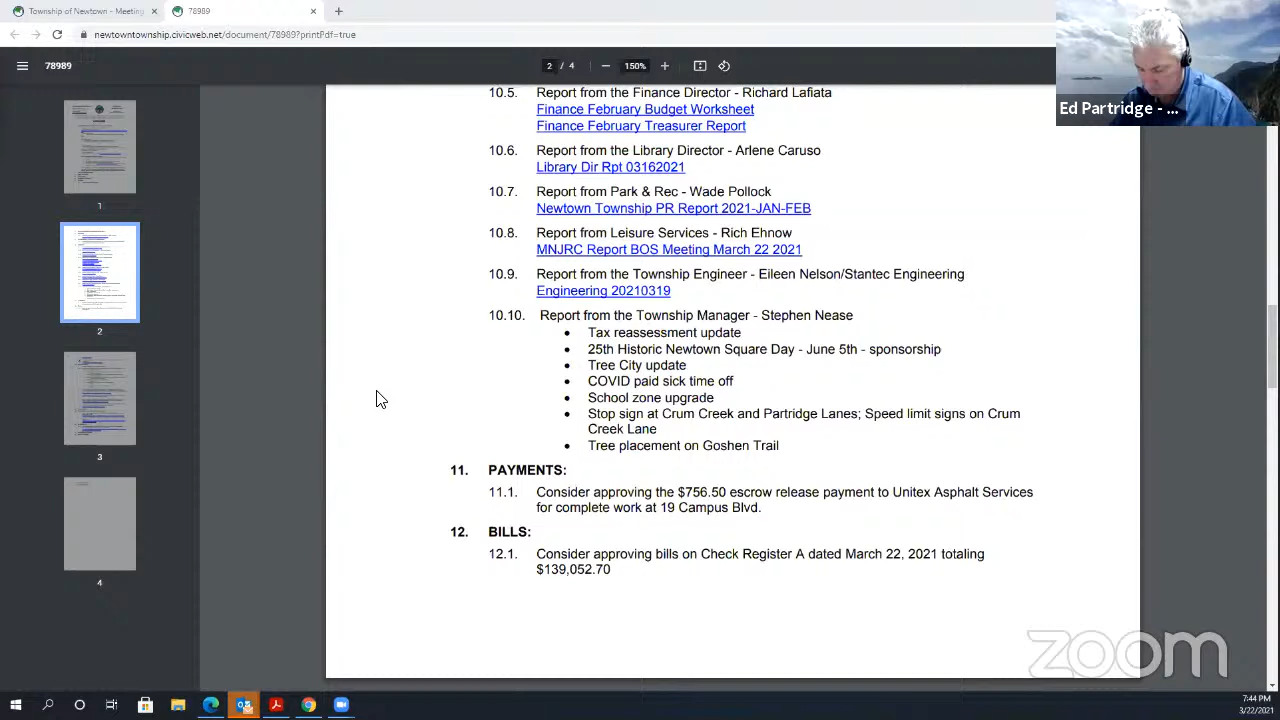 Township of Newtown - Meeting
78989
newtowntownship.civicweb.net/document/78989?printPdf=true
78989
2 / 4
150%
Ed Partridge - ...
1
2
3
4
10.5. Report from the Finance Director - Richard Lafiata
Finance February Budget Worksheet
Finance February Treasurer Report
10.6. Report from the Library Director - Arlene Caruso
Library Dir Rpt 03162021
10.7. Report from Park & Rec - Wade Pollock
Newtown Township PR Report 2021-JAN-FEB
10.8. Report from Leisure Services - Rich Ehnow
MNJRC Report BOS Meeting March 22 2021
10.9. Report from the Township Engineer - Eileen Nelson/Stantec Engineering
Engineering 20210319
10.10. Report from the Township Manager - Stephen Nease
• Tax reassessment update
• 25th Historic Newtown Square Day - June 5th - sponsorship
• Tree City update
• COVID paid sick time off
• School zone upgrade
• Stop sign at Crum Creek and Partridge Lanes; Speed limit signs on Crum
Creek Lane
• Tree placement on Goshen Trail
11. PAYMENTS:
11.1. Consider approving the $756.50 escrow release payment to Unitex Asphalt Services
for complete work at 19 Campus Blvd.
12. BILLS:
12.1. Consider approving bills on Check Register A dated March 22, 2021 totaling
$139,052.70
zoom
7:44 PM
3/22/2021